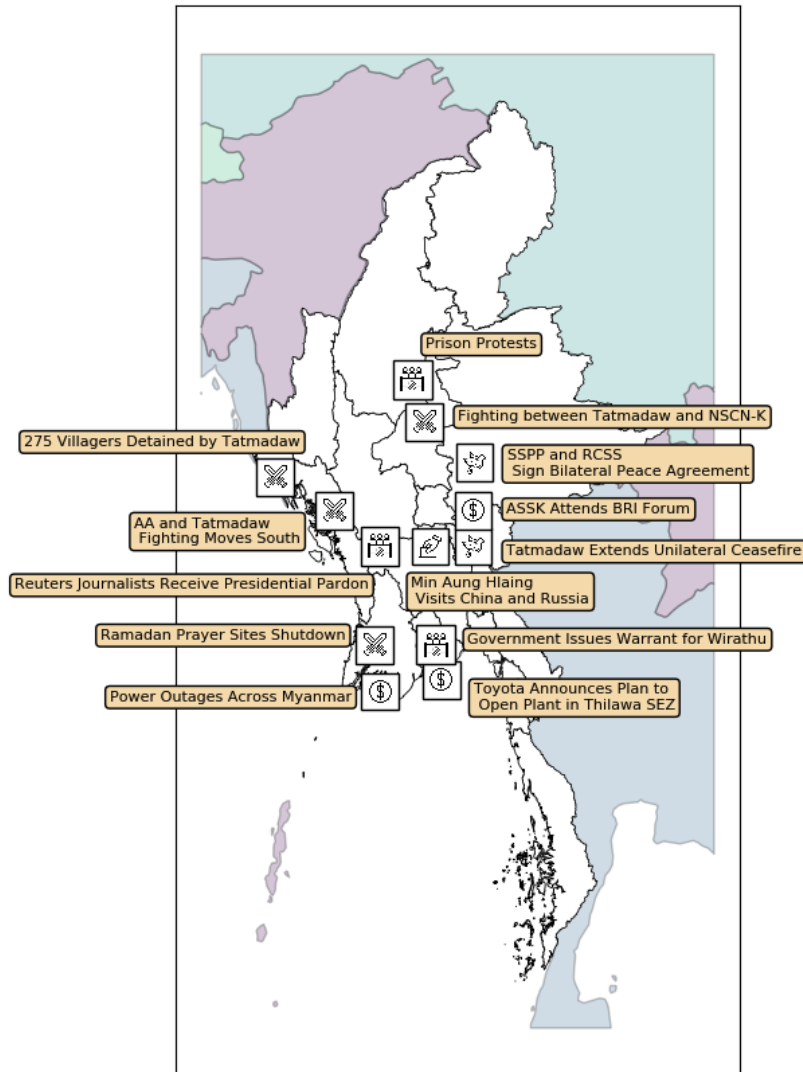 Prison Protests
Fighting between Tatmadaw and NSCN-K
275 Villagers Detained by Tatmadaw
SSPP and RCSS
Sign Bilateral Peace Agreement
ASSK Attends BRI Forum
AA and Tatmadaw
Fighting Moves South
Tatmadaw Extends Unilateral Ceasefire
Reuters Journalists Receive Presidential Pardon
Min Aung Hlaing
Visits China and Russia
Ramadan Prayer Sites Shutdown
Government Issues Warrant for Wirathu
Power Outages Across Myanmar
Toyota Announces Plan to
Open Plant in Thilawa SEZ